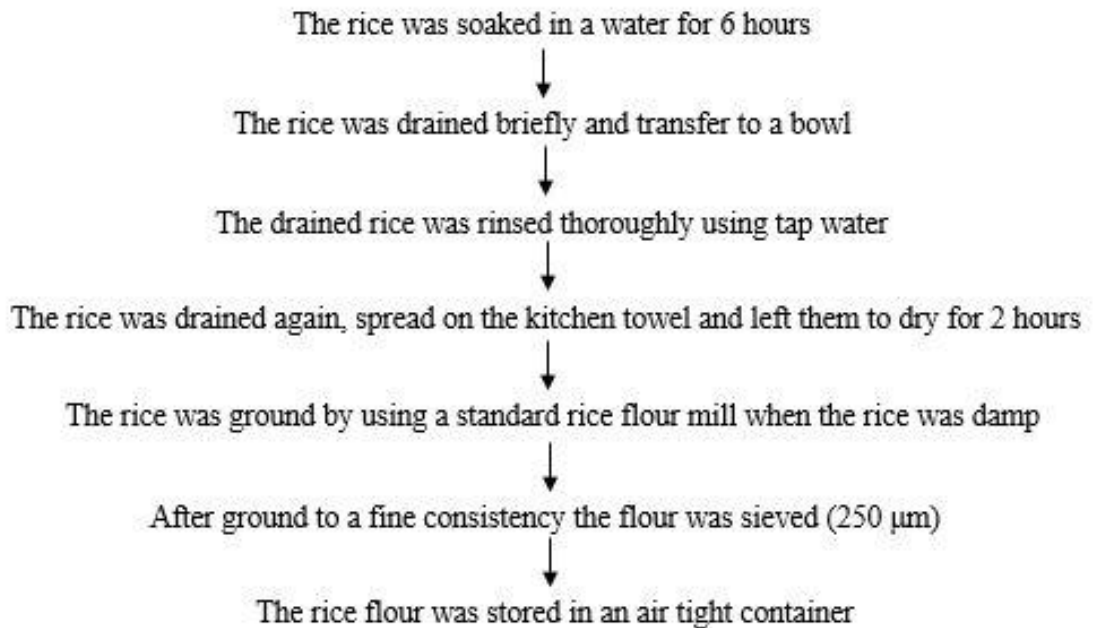 The rice was soaked in a water for 6 hours
The rice was drained briefly and transfer to a bowl
The drained rice was rinsed thoroughly using tap water
The rice was drained again, spread on the kitchen towel and left them to dry for 2 hours
The rice was ground by using a standard rice flour mill when the rice was damp
After ground to a fine consistency the flour was sieved (250 μm)
The rice flour was stored in an air tight container